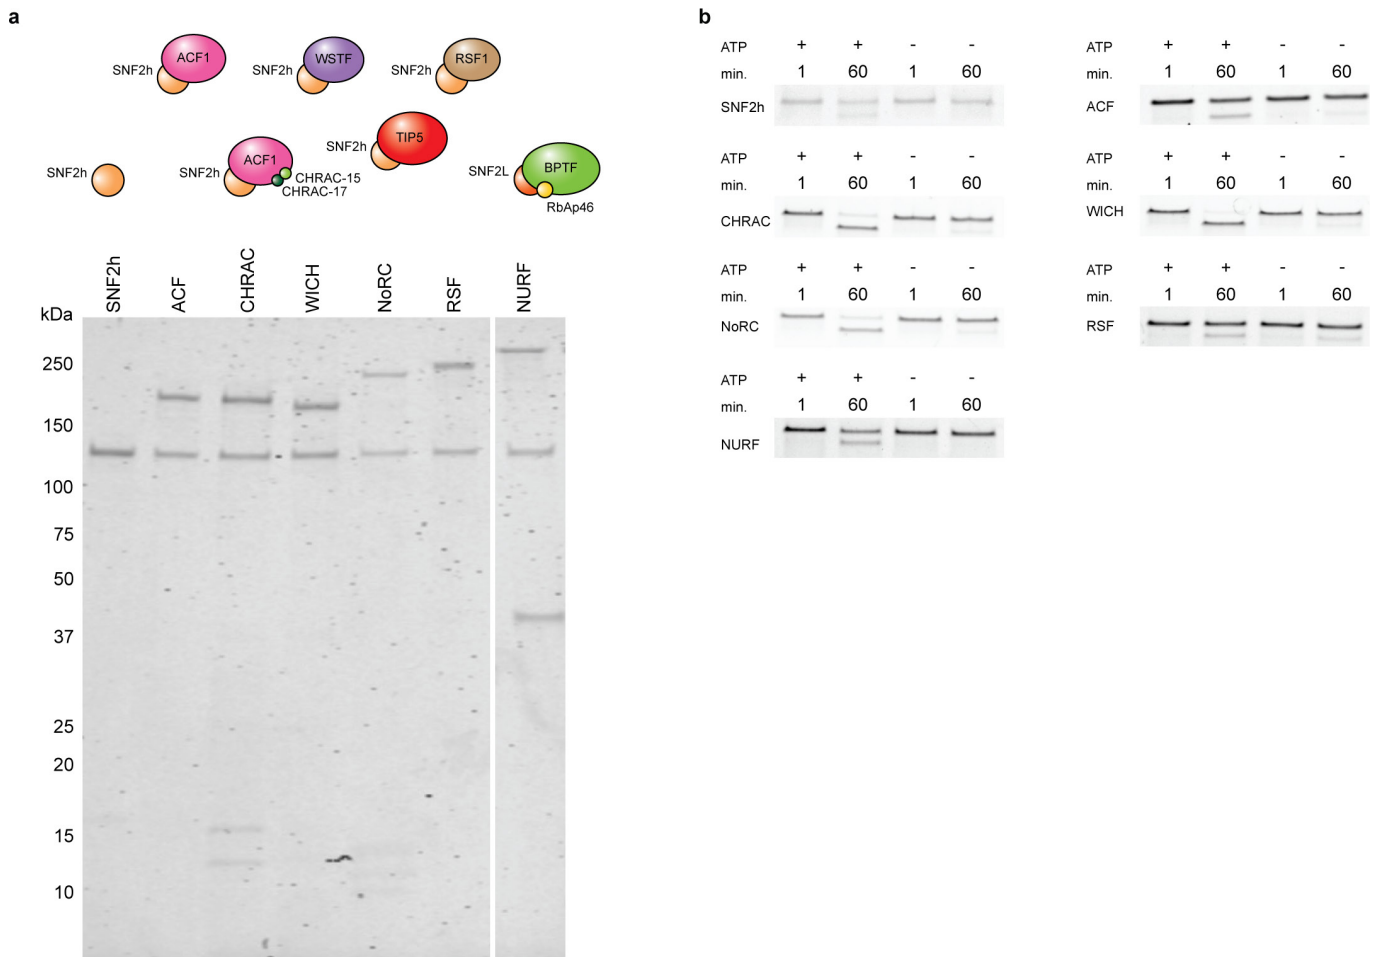 a
ACF1
SNF2h
WSTF
SNF2h
RSF1
SNF2h
SNF2h
ACF1
SNF2h
CHRAC-15
CHRAC-17
TIP5
SNF2h
BPTF
SNF2L
RbAp46
SNF2h
ACF
CHRAC
WICH
NoRC
RSF
NURF
kDa
250
150
100
75
50
37
25
20
15
10
b
ATP + + - -
min. 1 60 1 60
SNF2h
ATP + + - -
min. 1 60 1 60
ACF
ATP + + - -
min. 1 60 1 60
CHRAC
ATP + + - -
min. 1 60 1 60
WICH
ATP + + - -
min. 1 60 1 60
NoRC
ATP + + - -
min. 1 60 1 60
RSF
ATP + + - -
min. 1 60 1 60
NURF